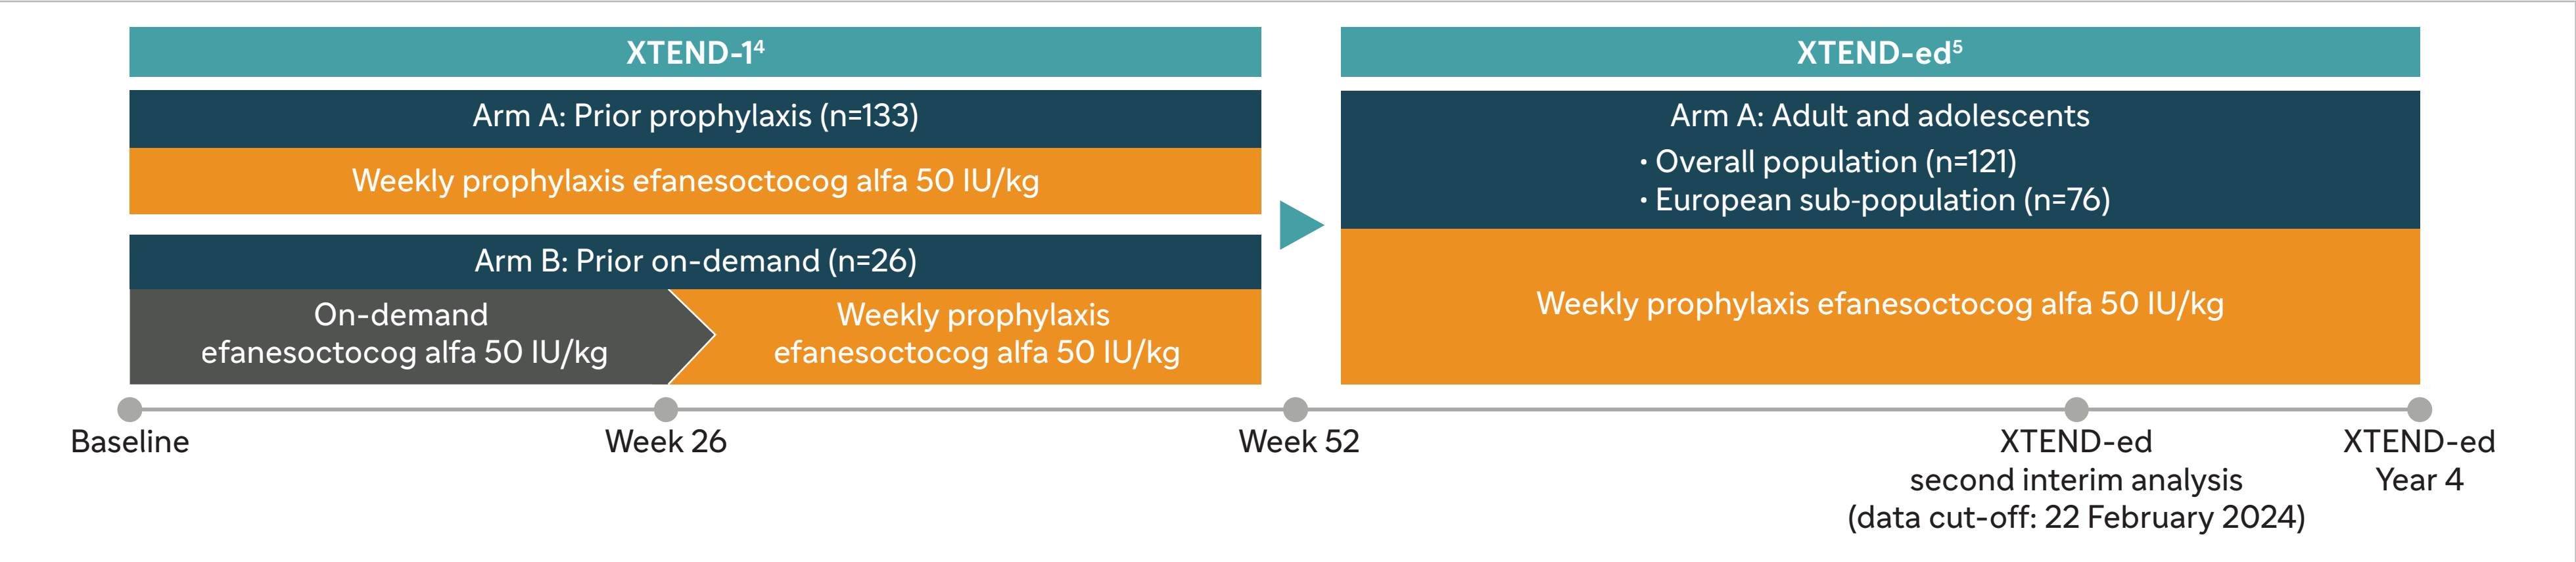 XTEND-1⁴
Arm A: Prior prophylaxis (n=133)
Weekly prophylaxis efanesoctocog alfa 50 IU/kg
Arm B: Prior on-demand (n=26)
On-demand
efanesoctocog alfa 50 IU/kg
Weekly prophylaxis
efanesoctocog alfa 50 IU/kg
XTEND-ed⁵
Arm A: Adult and adolescents
• Overall population (n=121)
• European sub-population (n=76)
Weekly prophylaxis efanesoctocog alfa 50 IU/kg
Baseline
Week 26
Week 52
XTEND-ed
second interim analysis
(data cut-off: 22 February 2024)
XTEND-ed
Year 4